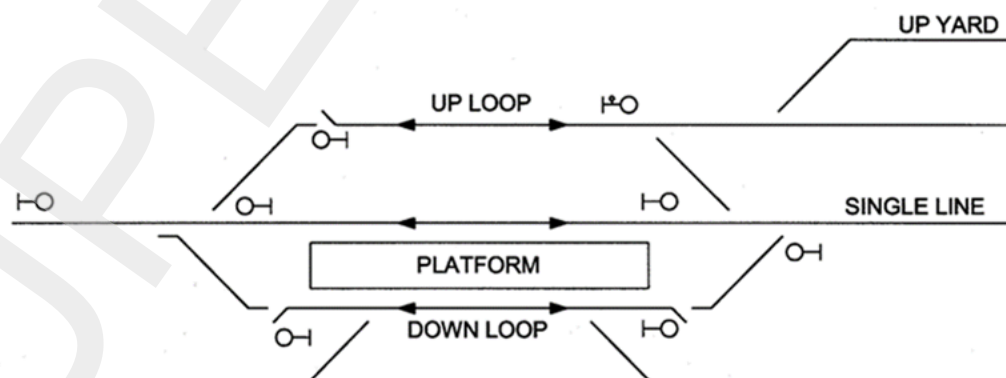 UP YARD
UP LOOP
SINGLE LINE
PLATFORM
DOWN LOOP